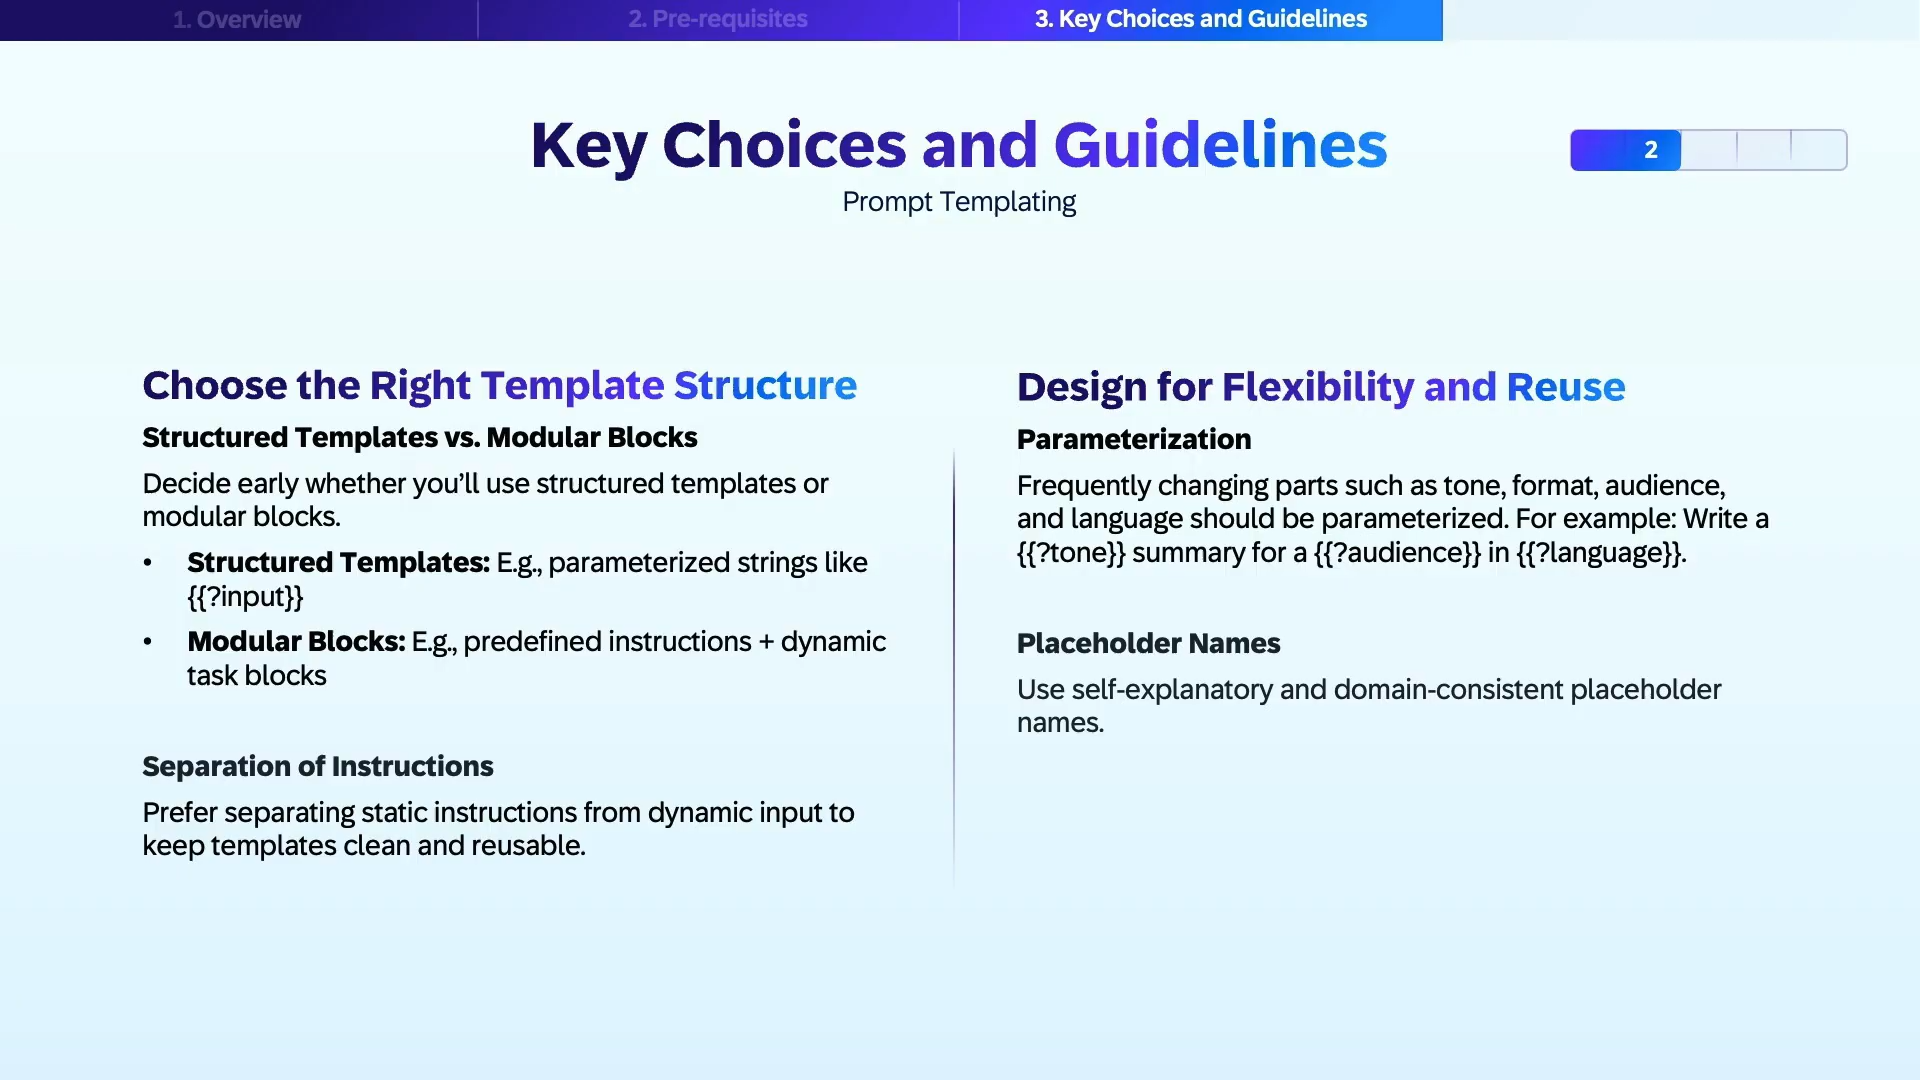 1. Overview
2. Pre-requisites
3. Key Choices and Guidelines
Key Choices and Guidelines
2
Prompt Templating
Choose the Right Template Structure
Structured Templates vs. Modular Blocks
Decide early whether you’ll use structured templates or
modular blocks.
• Structured Templates: E.g., parameterized strings like
{{?input}}
• Modular Blocks: E.g., predefined instructions + dynamic
task blocks
Separation of Instructions
Prefer separating static instructions from dynamic input to
keep templates clean and reusable.
Design for Flexibility and Reuse
Parameterization
Frequently changing parts such as tone, format, audience,
and language should be parameterized. For example: Write a
{{?tone}} summary for a {{?audience}} in {{?language}}.
Placeholder Names
Use self-explanatory and domain-consistent placeholder
names.